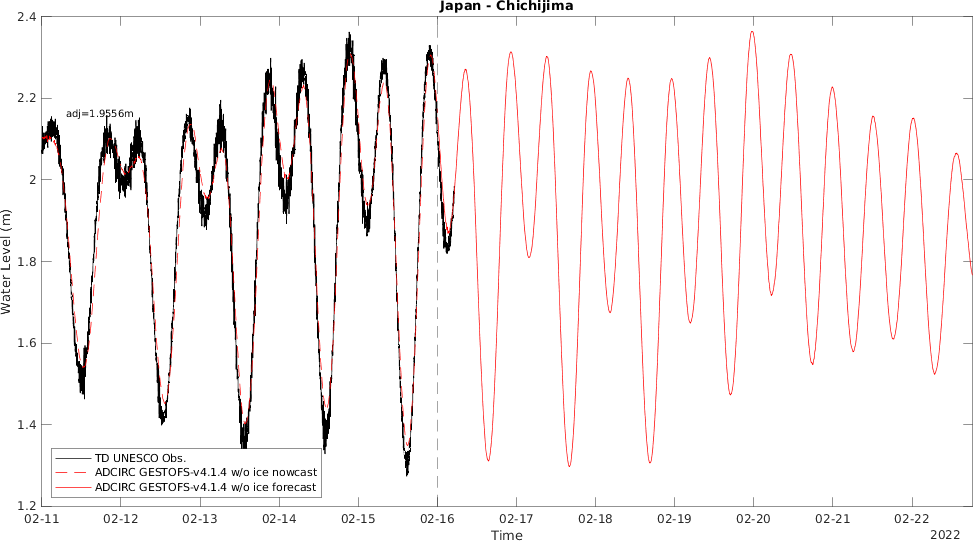 Japan - Chichijima
2.4
2.2
2
1.8
1.6
1.4
1.2
Water Level (m)
adj=1.9556m
TD UNESCO Obs.
ADCIRC GESTOFS-v4.1.4 w/o ice nowcast
ADCIRC GESTOFS-v4.1.4 w/o ice forecast
02-11 02-12 02-13 02-14 02-15 02-16 02-17 02-18 02-19 02-20 02-21 02-22
2022
Time